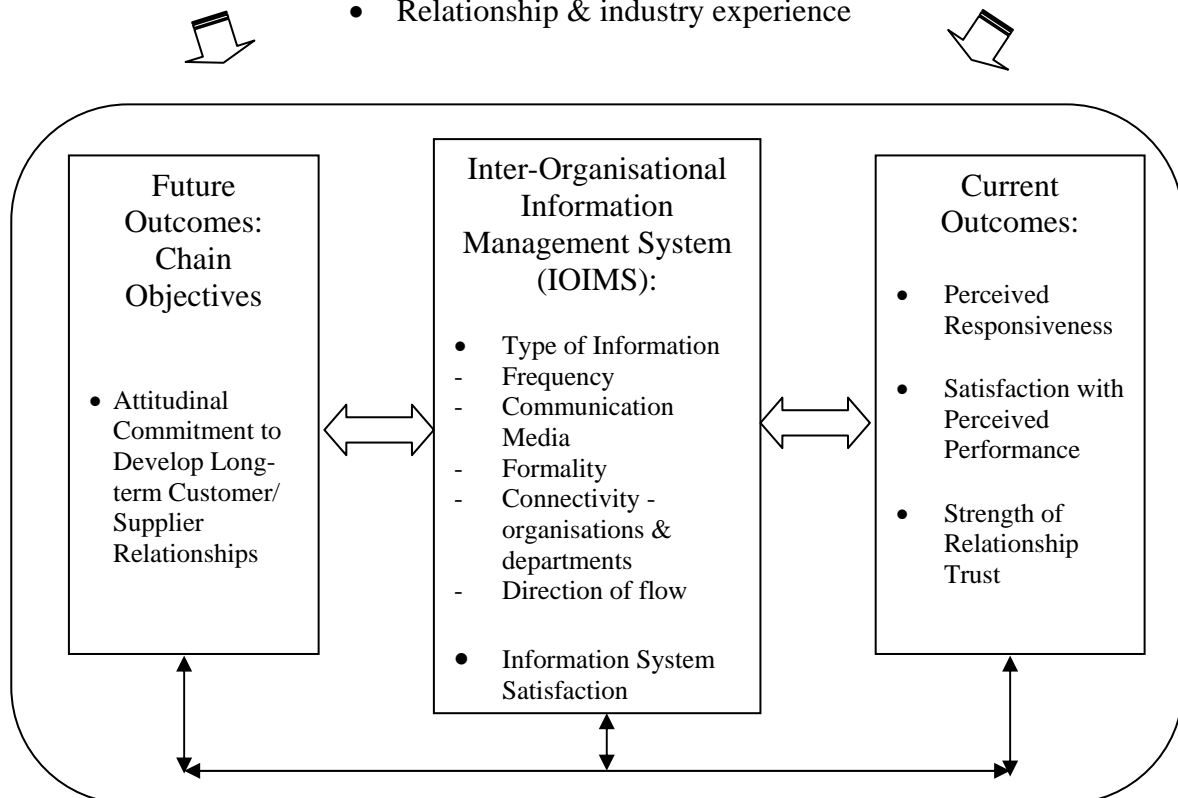 • Relationship & industry experience
Future
Outcomes:
Chain
Objectives
• Attitudinal
Commitment to
Develop Long-
term Customer/
Supplier
Relationships
Inter-Organisational
Information
Management System
(IOIMS):
• Type of Information
- Frequency
- Communication
Media
- Formality
- Connectivity -
organisations &
departments
- Direction of flow
• Information System
Satisfaction
Current
Outcomes:
• Perceived
Responsiveness
• Satisfaction with
Perceived
Performance
• Strength of
Relationship
Trust